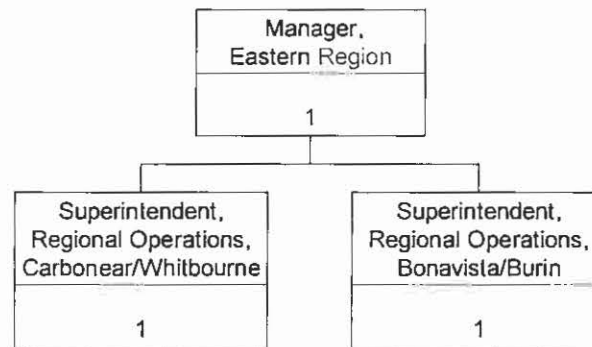 Manager,
Eastern Region
1
Superintendent,
Regional Operations,
Carbonear/Whitbourne
1
Superintendent,
Regional Operations,
Bonavista/Burin
1